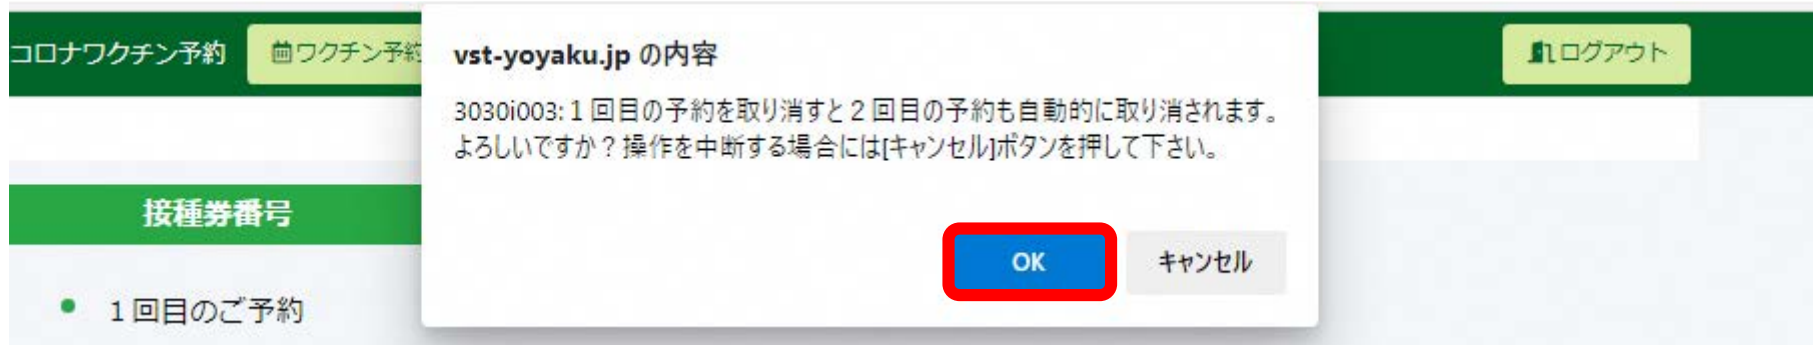 コロナワクチン予約
ワクチン予約
ログアウト
vst-yoyaku.jp の内容
3030i003:1回目の予約を取り消すと2回目の予約も自動的に取り消されます。
よろしいですか?操作を中断する場合には[キャンセル]ボタンを押して下さい。
OK
キャンセル
接種券番号
• 1回目のご予約